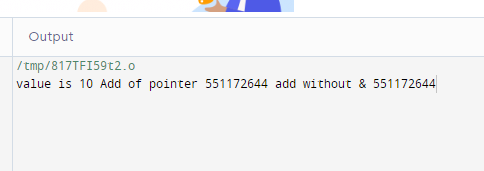 Output
/tmp/817TFI59t2.o
value is 10 Add of pointer 551172644 add without & 551172644